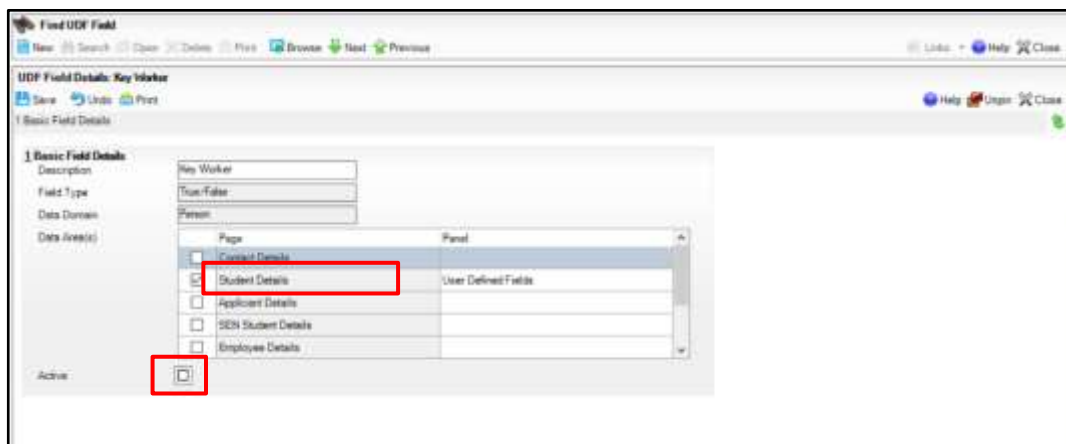 Find UDF Field
New Search Open Delete Print Browse Next Previous Links Help Close
UDF Field Details: Key Worker
Save Undo Print Help Unpin Close
1 Basic Field Details
1 Basic Field Details
Description Key Worker
Field Type True/False
Data Domain Person
Data Area(s) Page Panel
Contact Details
Student Details User Defined Fields
Applicant Details
SEN Student Details
Employee Details
Active